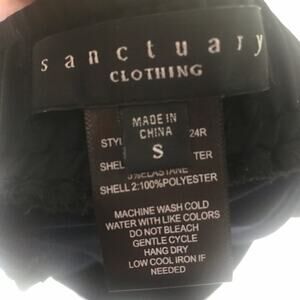 sanctuary
CLOTHING
MADE IN
CHINA
S
24R
SHELL 2:100%POLYESTER
MACHINE WASH COLD
WATER WITH LIKE COLORS
DO NOT BLEACH
GENTLE CYCLE
HANG DRY
LOW COOL IRON IF
NEEDED